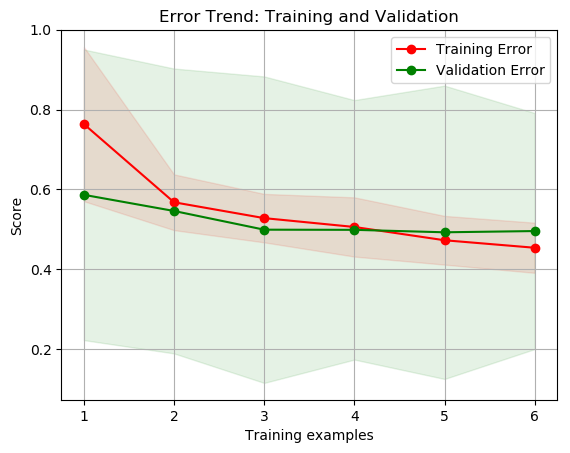 Error Trend: Training and Validation
1.0
0.8
0.6
0.4
0.2
Score
Training Error
Validation Error
1 2 3 4 5 6
Training examples